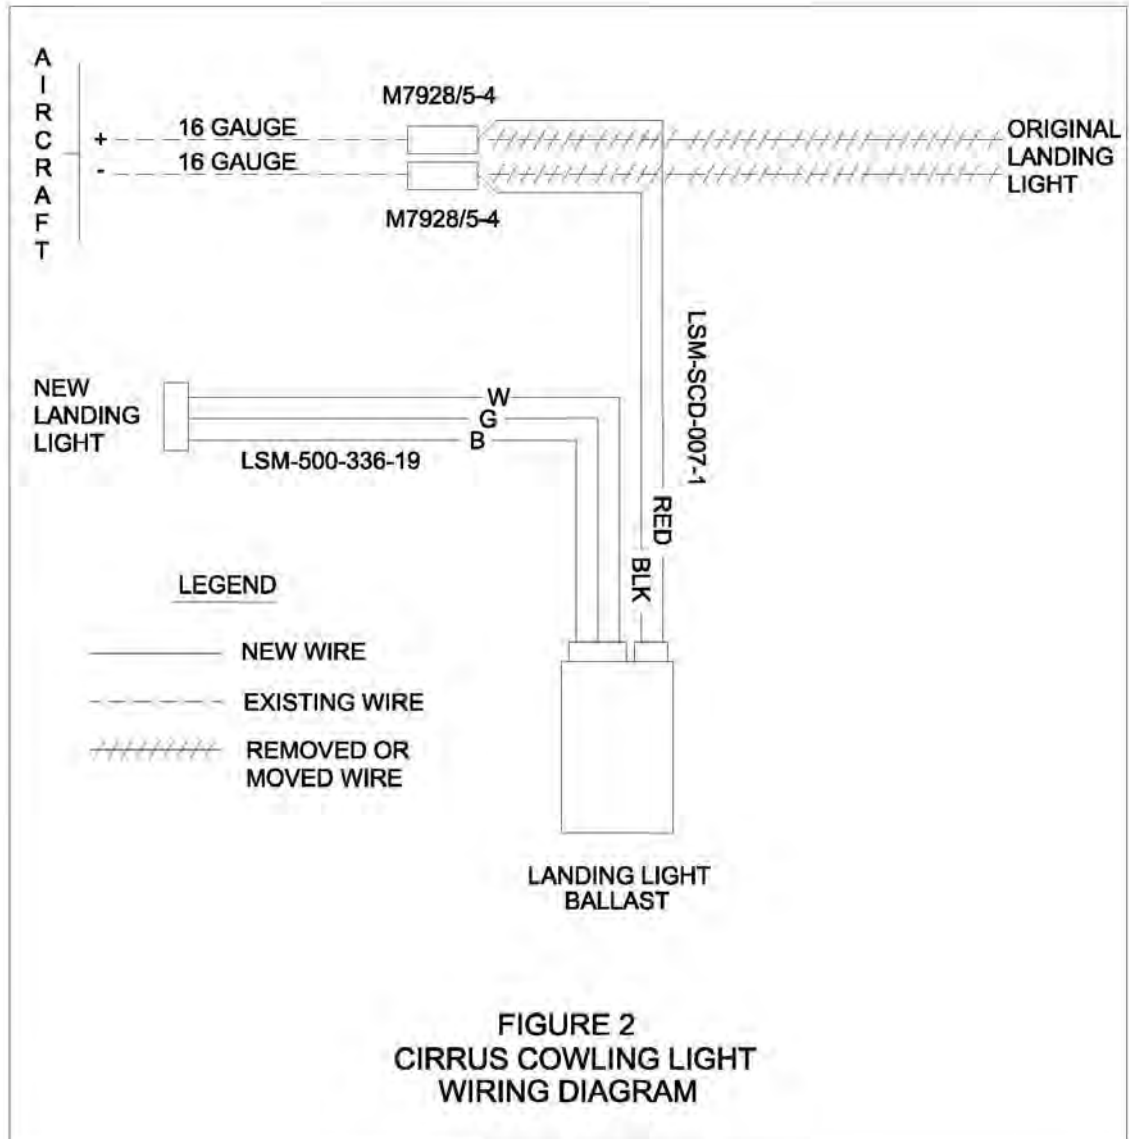 AIRCRAFT
M7928/5-4
+ 16 GAUGE
- 16 GAUGE
M7928/5-4
ORIGINAL
LANDING
LIGHT
LSM-SCD-007-1
NEW
LANDING
LIGHT
W
G
B
LSM-500-336-19
RED
BLK
LEGEND
NEW WIRE
EXISTING WIRE
REMOVED OR
MOVED WIRE
LANDING LIGHT
BALLAST
FIGURE 2
CIRRUS COWLING LIGHT
WIRING DIAGRAM